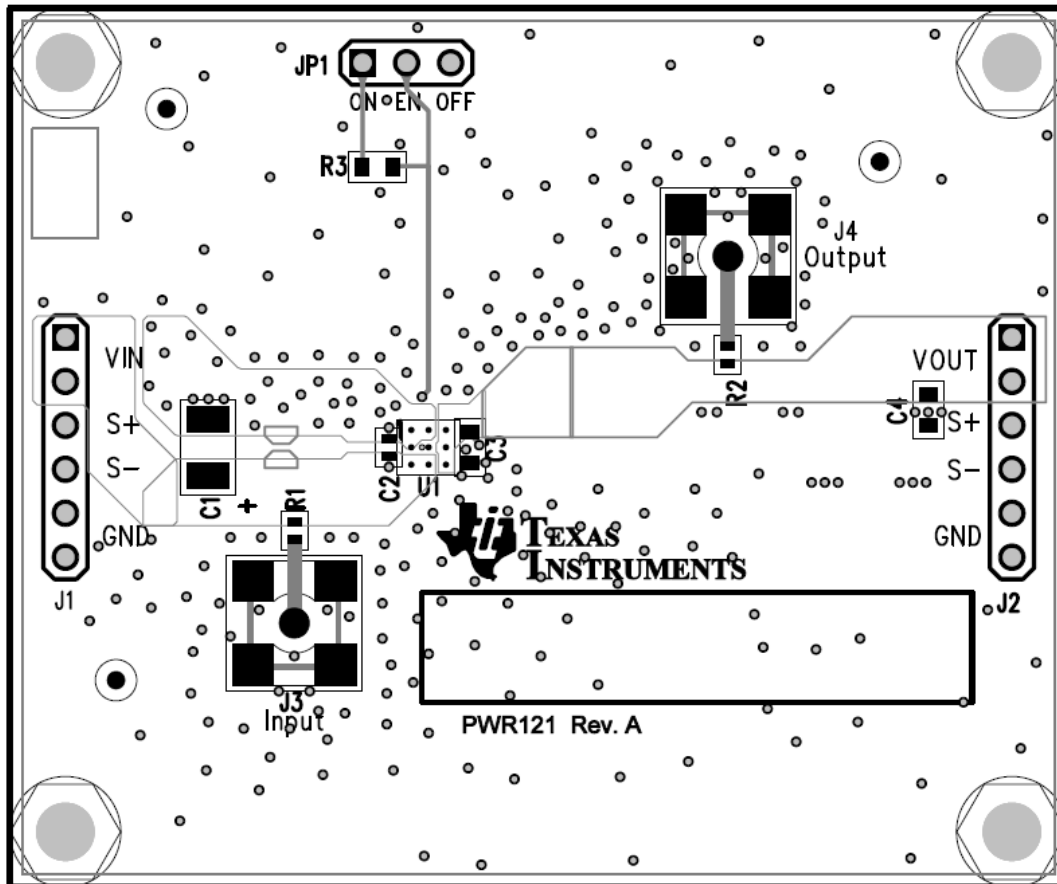 JP1
ON EN OFF
R3
J4
Output
VIN
S+
S-
GND
J1
VOUT
S+
S-
GND
J2
R2
C4
C1
+
R1
C2
U1
C3
TEXAS
INSTRUMENTS
J3
Input
PWR121 Rev. A